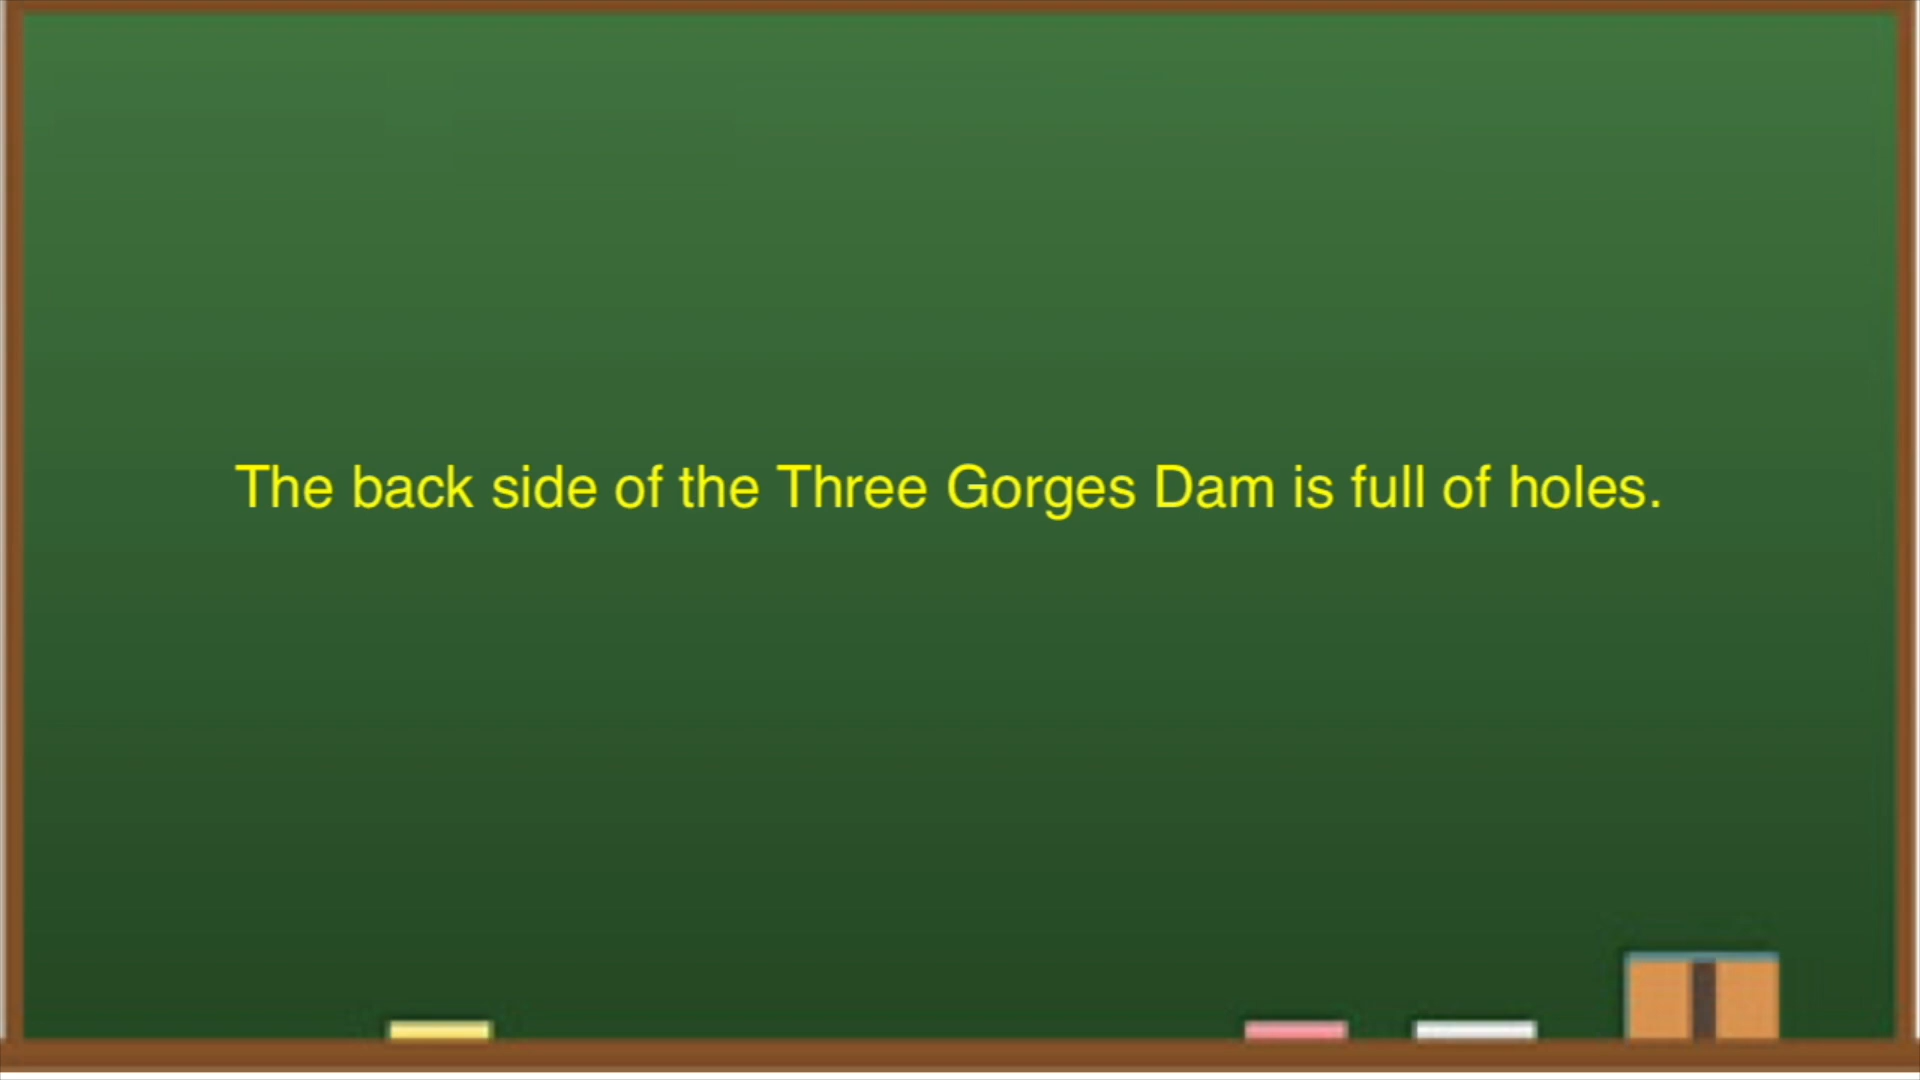 The back side of the Three Gorges Dam is full of holes.